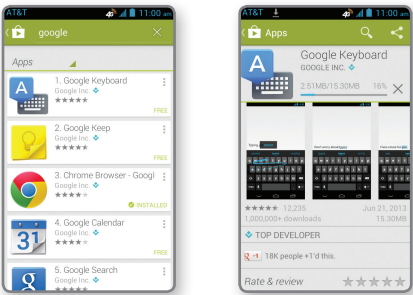 AT&T 4G 11:00 am
google
Apps
1. Google Keyboard
Google Inc.
FREE
2. Google Keep
Google Inc.
FREE
3. Chrome Browser - Googl
Google Inc.
INSTALLED
4. Google Calendar
Google Inc.
FREE
5. Google Search
Google Inc.
AT&T 4G 11:00 am
Apps
Google Keyboard
GOOGLE INC.
2.51MB/15.30MB 16%
12,235 Jun 21, 2013
1,000,000+ downloads 15.30MB
TOP DEVELOPER
+1 18K people +1'd this.
Rate & review